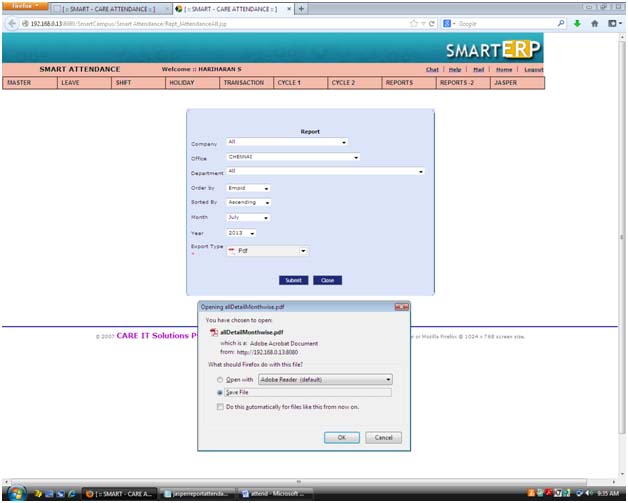 Firefox
[ :: SMART - CARE ATTENDANCE :: ]
[ :: SMART - CARE ATTENDANCE :: ]
192.168.0.13:8080/SmartCampus/Smart Attendance/Rept_lAttendanceAll.jsp
Google
SMARTERP
SMART ATTENDANCE
Welcome :: HARIHARAN S
Chat | Help | Mail | Home | Logout
MASTER LEAVE SHIFT HOLIDAY TRANSACTION CYCLE 1 CYCLE 2 REPORTS REPORTS -2 JASPER
Report
Company All
Office CHENNAI
Department All
Order by Empid
Sorted By Ascending
Month July
Year 2013
Export Type Pdf
*
Submit Close
Opening allDetailMonthwise.pdf
You have chosen to open:
allDetailMonthwise.pdf
which is a: Adobe Acrobat Document
from: http://192.168.0.13:8080
What should Firefox do with this file?
Open with Adobe Reader (default)
Save File
Do this automatically for files like this from now on.
OK Cancel
© 2007 CARE IT Solutions P
or Mozilla Firefox @ 1024 x 768 screen size.
[ :: SMART - CARE A...
jasperreportattenda...
attend - Microsoft ...
9:35 AM